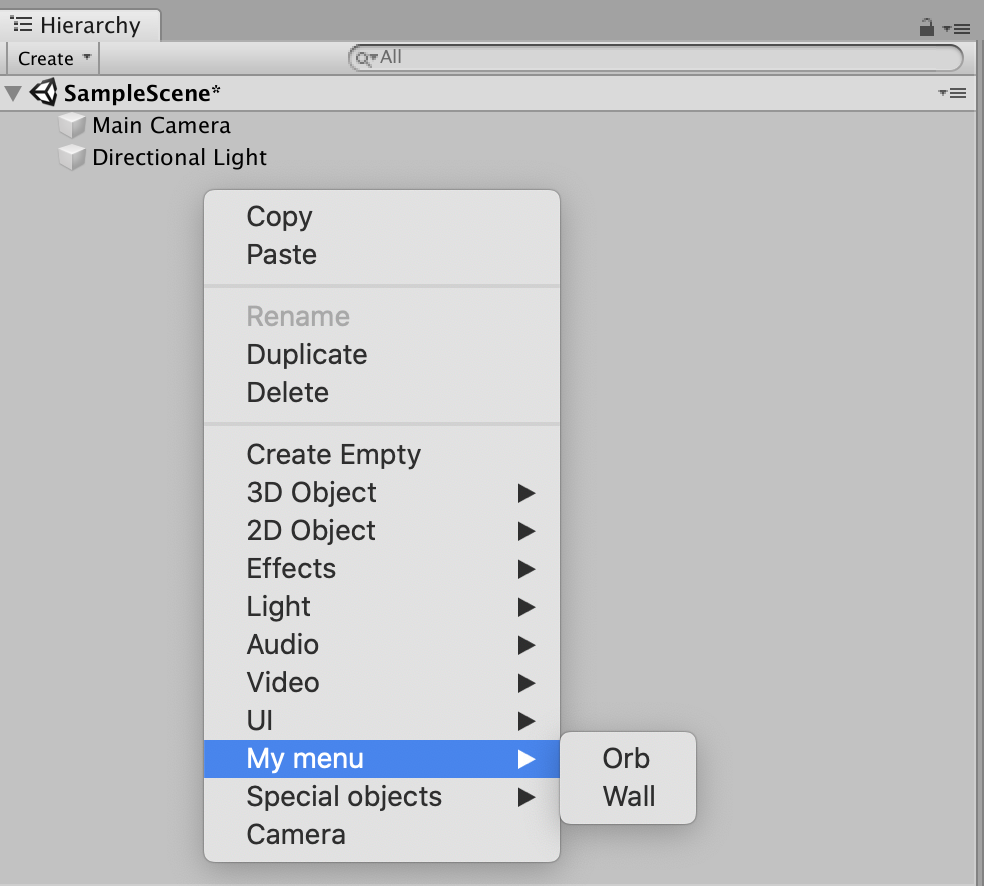 Hierarchy
Create
All
SampleScene*
Main Camera
Directional Light
Copy
Paste
Rename
Duplicate
Delete
Create Empty
3D Object
2D Object
Effects
Light
Audio
Video
UI
My menu
Orb
Special objects
Wall
Camera